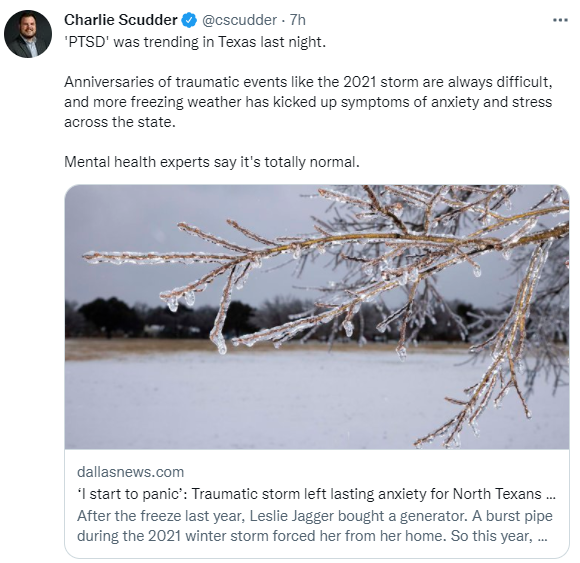 Charlie Scudder @cscudder · 7h
'PTSD' was trending in Texas last night.
Anniversaries of traumatic events like the 2021 storm are always difficult,
and more freezing weather has kicked up symptoms of anxiety and stress
across the state.
Mental health experts say it's totally normal.
dallasnews.com
‘I start to panic’: Traumatic storm left lasting anxiety for North Texans ...
After the freeze last year, Leslie Jagger bought a generator. A burst pipe
during the 2021 winter storm forced her from her home. So this year, ...